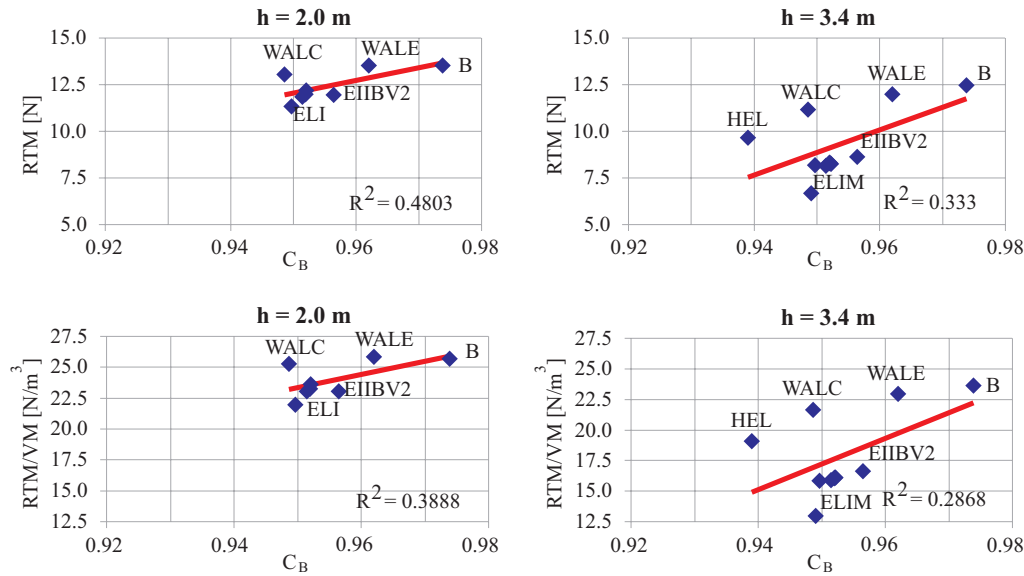 h = 2.0 m
RTM [N]
15.0
12.5
10.0
7.5
5.0
WALC
WALE
B
EIIBV2
ELI
R² = 0.4803
0.92
0.94
0.96
0.98
C_B
h = 3.4 m
RTM [N]
15.0
12.5
10.0
7.5
5.0
HEL
WALC
WALE
B
EIIBV2
ELIM
R² = 0.333
0.92
0.94
0.96
0.98
C_B
h = 2.0 m
RTM/VM [N/m³]
27.5
25.0
22.5
20.0
17.5
15.0
12.5
WALC
WALE
B
EIIBV2
ELI
R² = 0.3888
0.92
0.94
0.96
0.98
C_B
h = 3.4 m
RTM/VM [N/m³]
27.5
25.0
22.5
20.0
17.5
15.0
12.5
HEL
WALC
WALE
B
EIIBV2
ELIM
R² = 0.2868
0.92
0.94
0.96
0.98
C_B